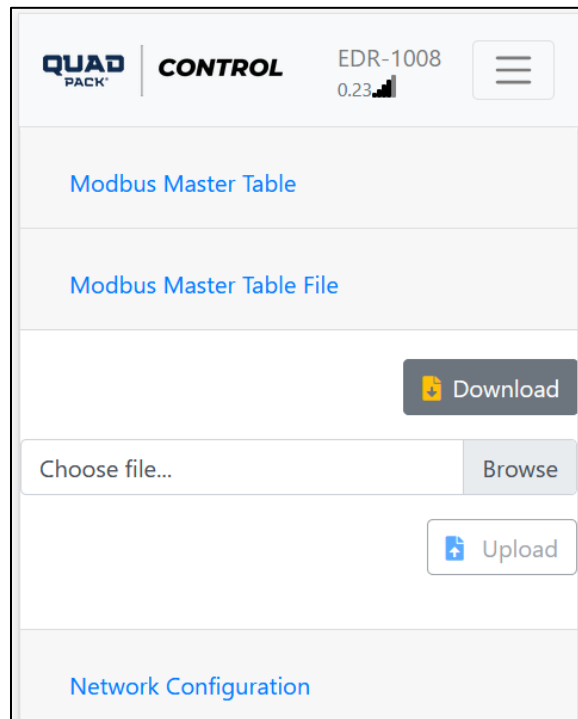 QUAD
PACK
CONTROL
EDR-1008
0.23
Modbus Master Table
Modbus Master Table File
Download
Choose file...
Browse
Upload
Network Configuration